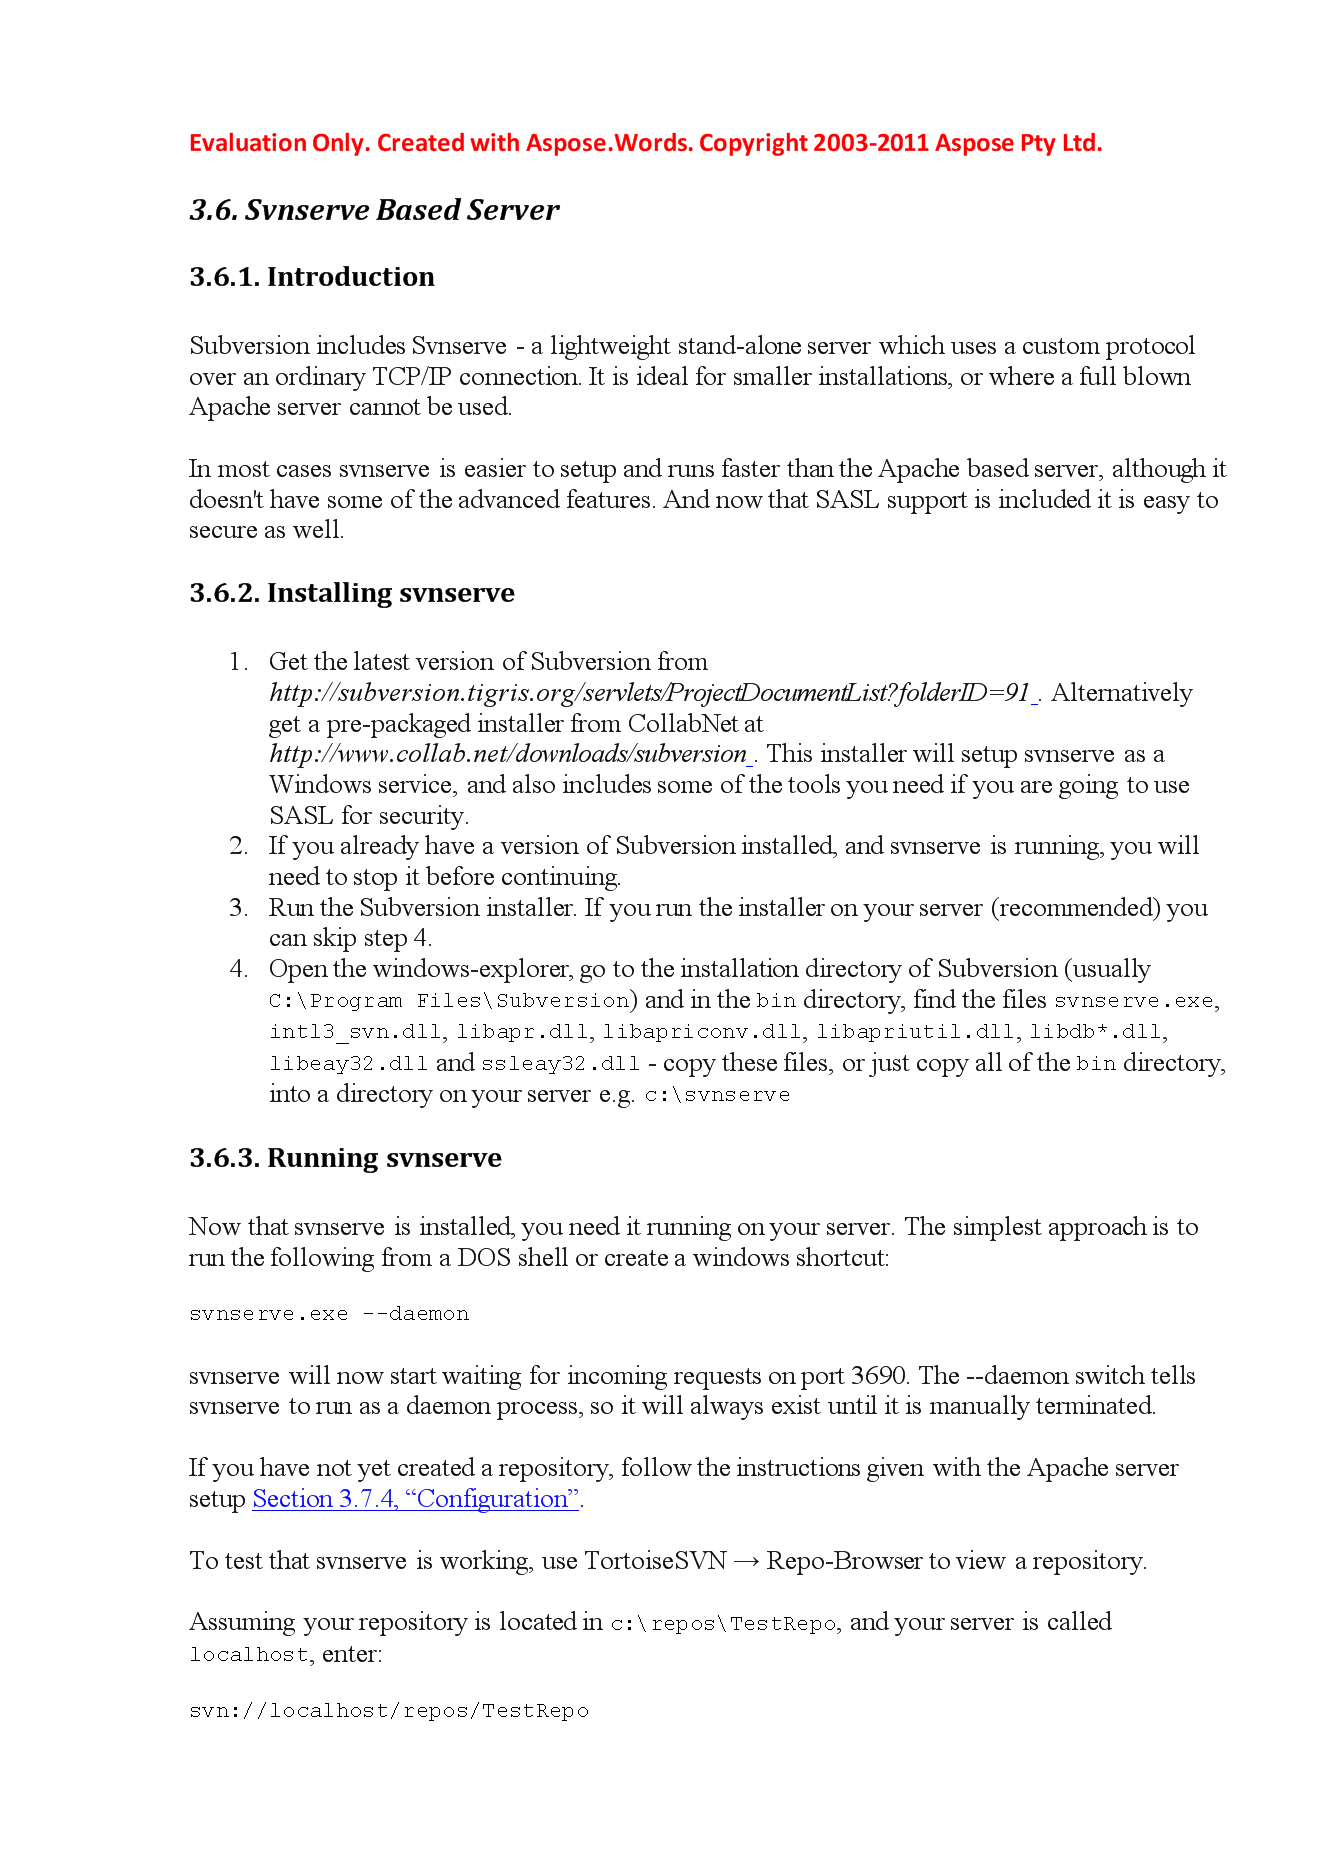 Evaluation Only. Created with Aspose.Words. Copyright 2003-2011 Aspose Pty Ltd.
3.6. Svnserve Based Server
3.6.1. Introduction
Subversion includes Svnserve - a lightweight stand-alone server which uses a custom protocol
over an ordinary TCP/IP connection. It is ideal for smaller installations, or where a full blown
Apache server cannot be used.
In most cases svnserve is easier to setup and runs faster than the Apache based server, although it
doesn't have some of the advanced features. And now that SASL support is included it is easy to
secure as well.
3.6.2. Installing svnserve
1. Get the latest version of Subversion from
http://subversion.tigris.org/servlets/ProjectDocumentList?folderID=91 . Alternatively
get a pre-packaged installer from CollabNet at
http://www.collab.net/downloads/subversion . This installer will setup svnserve as a
Windows service, and also includes some of the tools you need if you are going to use
SASL for security.
2. If you already have a version of Subversion installed, and svnserve is running, you will
need to stop it before continuing.
3. Run the Subversion installer. If you run the installer on your server (recommended) you
can skip step 4.
4. Open the windows-explorer, go to the installation directory of Subversion (usually
C:\Program Files\Subversion) and in the bin directory, find the files svnserve.exe,
intl3_svn.dll, libapr.dll, libapriconv.dll, libapriutil.dll, libdb*.dll,
libeay32.dll and ssleay32.dll - copy these files, or just copy all of the bin directory,
into a directory on your server e.g. c:\svnserve
3.6.3. Running svnserve
Now that svnserve is installed, you need it running on your server. The simplest approach is to
run the following from a DOS shell or create a windows shortcut:
svnserve.exe --daemon
svnserve will now start waiting for incoming requests on port 3690. The --daemon switch tells
svnserve to run as a daemon process, so it will always exist until it is manually terminated.
If you have not yet created a repository, follow the instructions given with the Apache server
setup Section 3.7.4, “Configuration”.
To test that svnserve is working, use TortoiseSVN → Repo-Browser to view a repository.
Assuming your repository is located in c:\repos\TestRepo, and your server is called
localhost, enter:
svn://localhost/repos/TestRepo